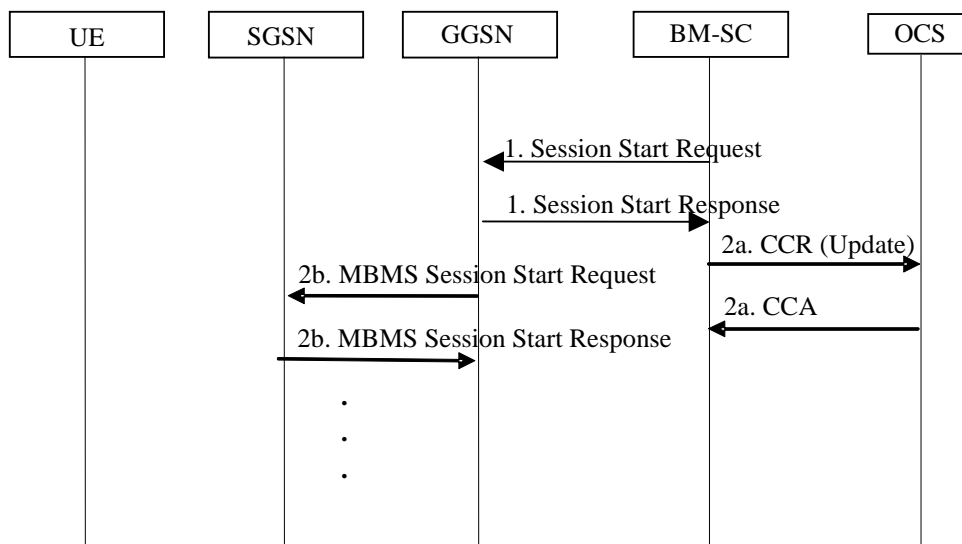 UE
SGSN
GGSN
BM-SC
OCS
1. Session Start Request
1. Session Start Response
2a. CCR (Update)
2b. MBMS Session Start Request
2a. CCA
2b. MBMS Session Start Response